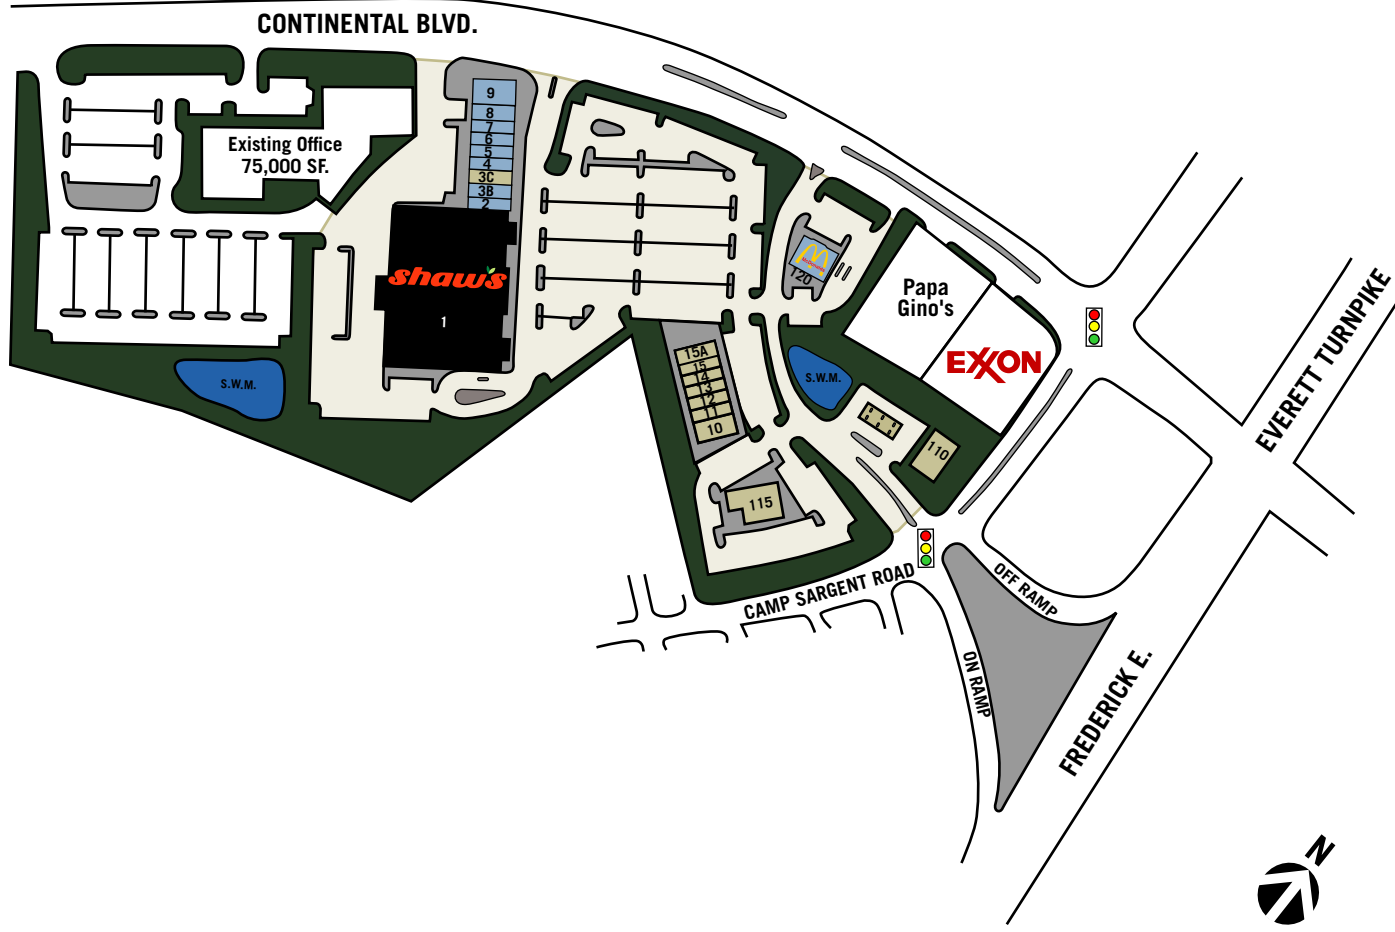 CONTINENTAL BLVD.
Existing Office
75,000 SF.
9
8
7
6
5
4
3C
3B
2
shaw's
1
S.W.M.
120
Papa
Gino's
EXXON
15A
15
14
13
12
11
10
S.W.M.
110
115
EVERETT TURNPIKE
CAMP SARGENT ROAD
OFF RAMP
ON RAMP
FREDERICK E.
N